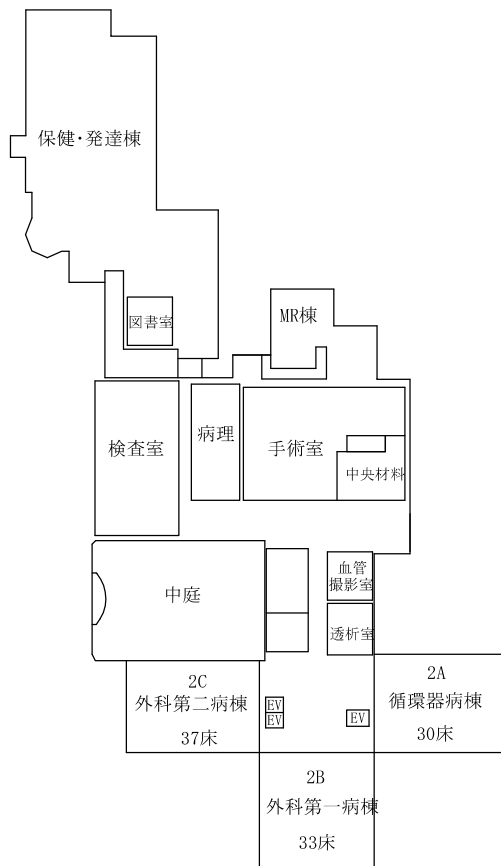 保健・発達棟
図書室
MR棟
検査室
病理
手術室
中央材料
中庭
血管
撮影室
透析室
2C
外科第二病棟
37床
EV
EV
EV
2A
循環器病棟
30床
2B
外科第一病棟
33床